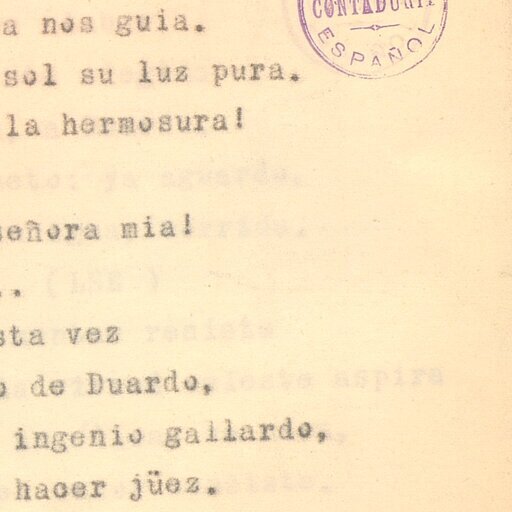 CONTADURIA
ESPAÑOL
a nos guia.
sol su luz pura.
la hermosura!
señora mia!
..
sta vez
o de Duardo,
ingenio gallardo,
hacer jüez.